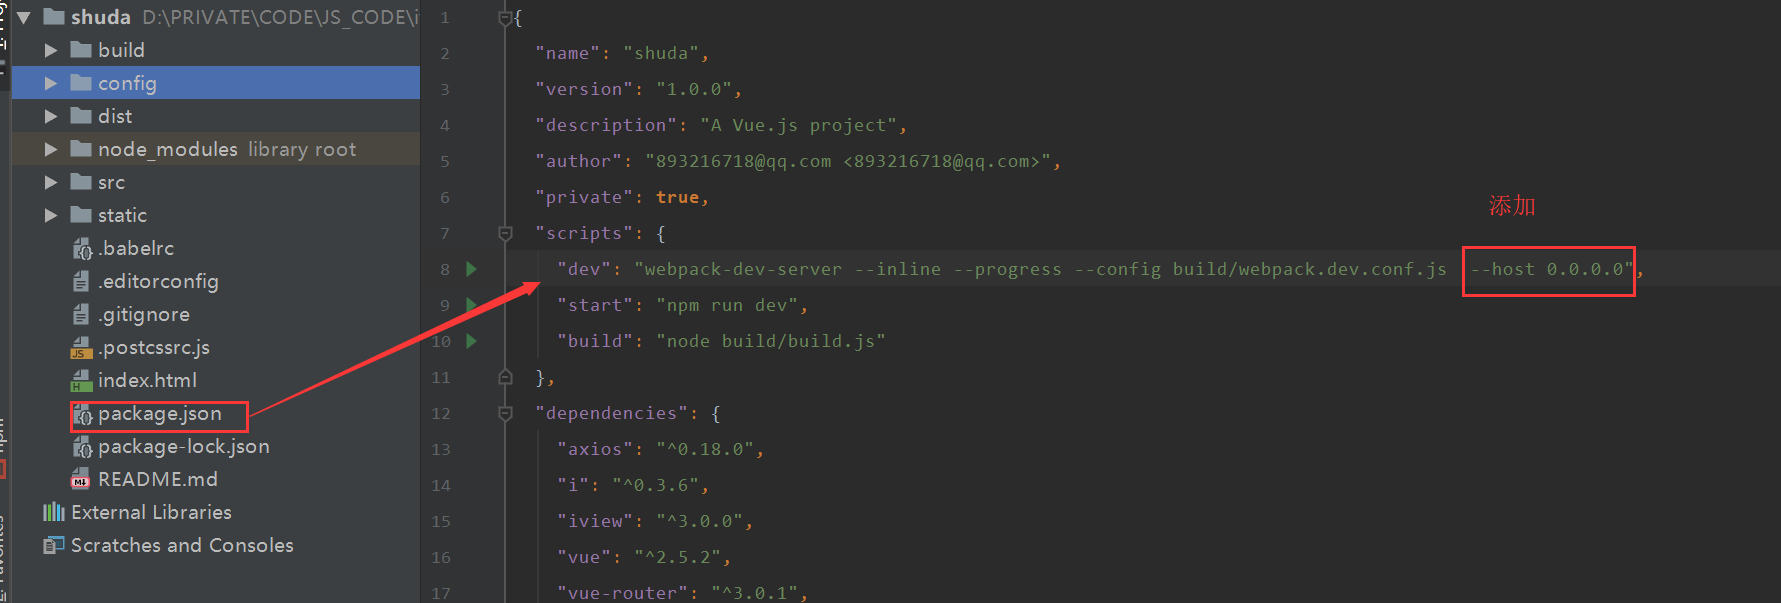 shuda D:\PRIVATE\CODE\JS_CODE\i
build
config
dist
node_modules library root
src
static
.babelrc
.editorconfig
.gitignore
.postcssrc.js
index.html
package.json
package-lock.json
README.md
External Libraries
Scratches and Consoles
1 {
2 "name": "shuda",
3 "version": "1.0.0",
4 "description": "A Vue.js project",
5 "author": "893216718@qq.com <893216718@qq.com>",
6 "private": true,
添加
7 "scripts": {
8 "dev": "webpack-dev-server --inline --progress --config build/webpack.dev.conf.js --host 0.0.0.0",
9 "start": "npm run dev",
10 "build": "node build/build.js"
11 },
12 "dependencies": {
13 "axios": "^0.18.0",
14 "i": "^0.3.6",
15 "iview": "^3.0.0",
16 "vue": "^2.5.2",
17 "vue-router": "^3.0.1",